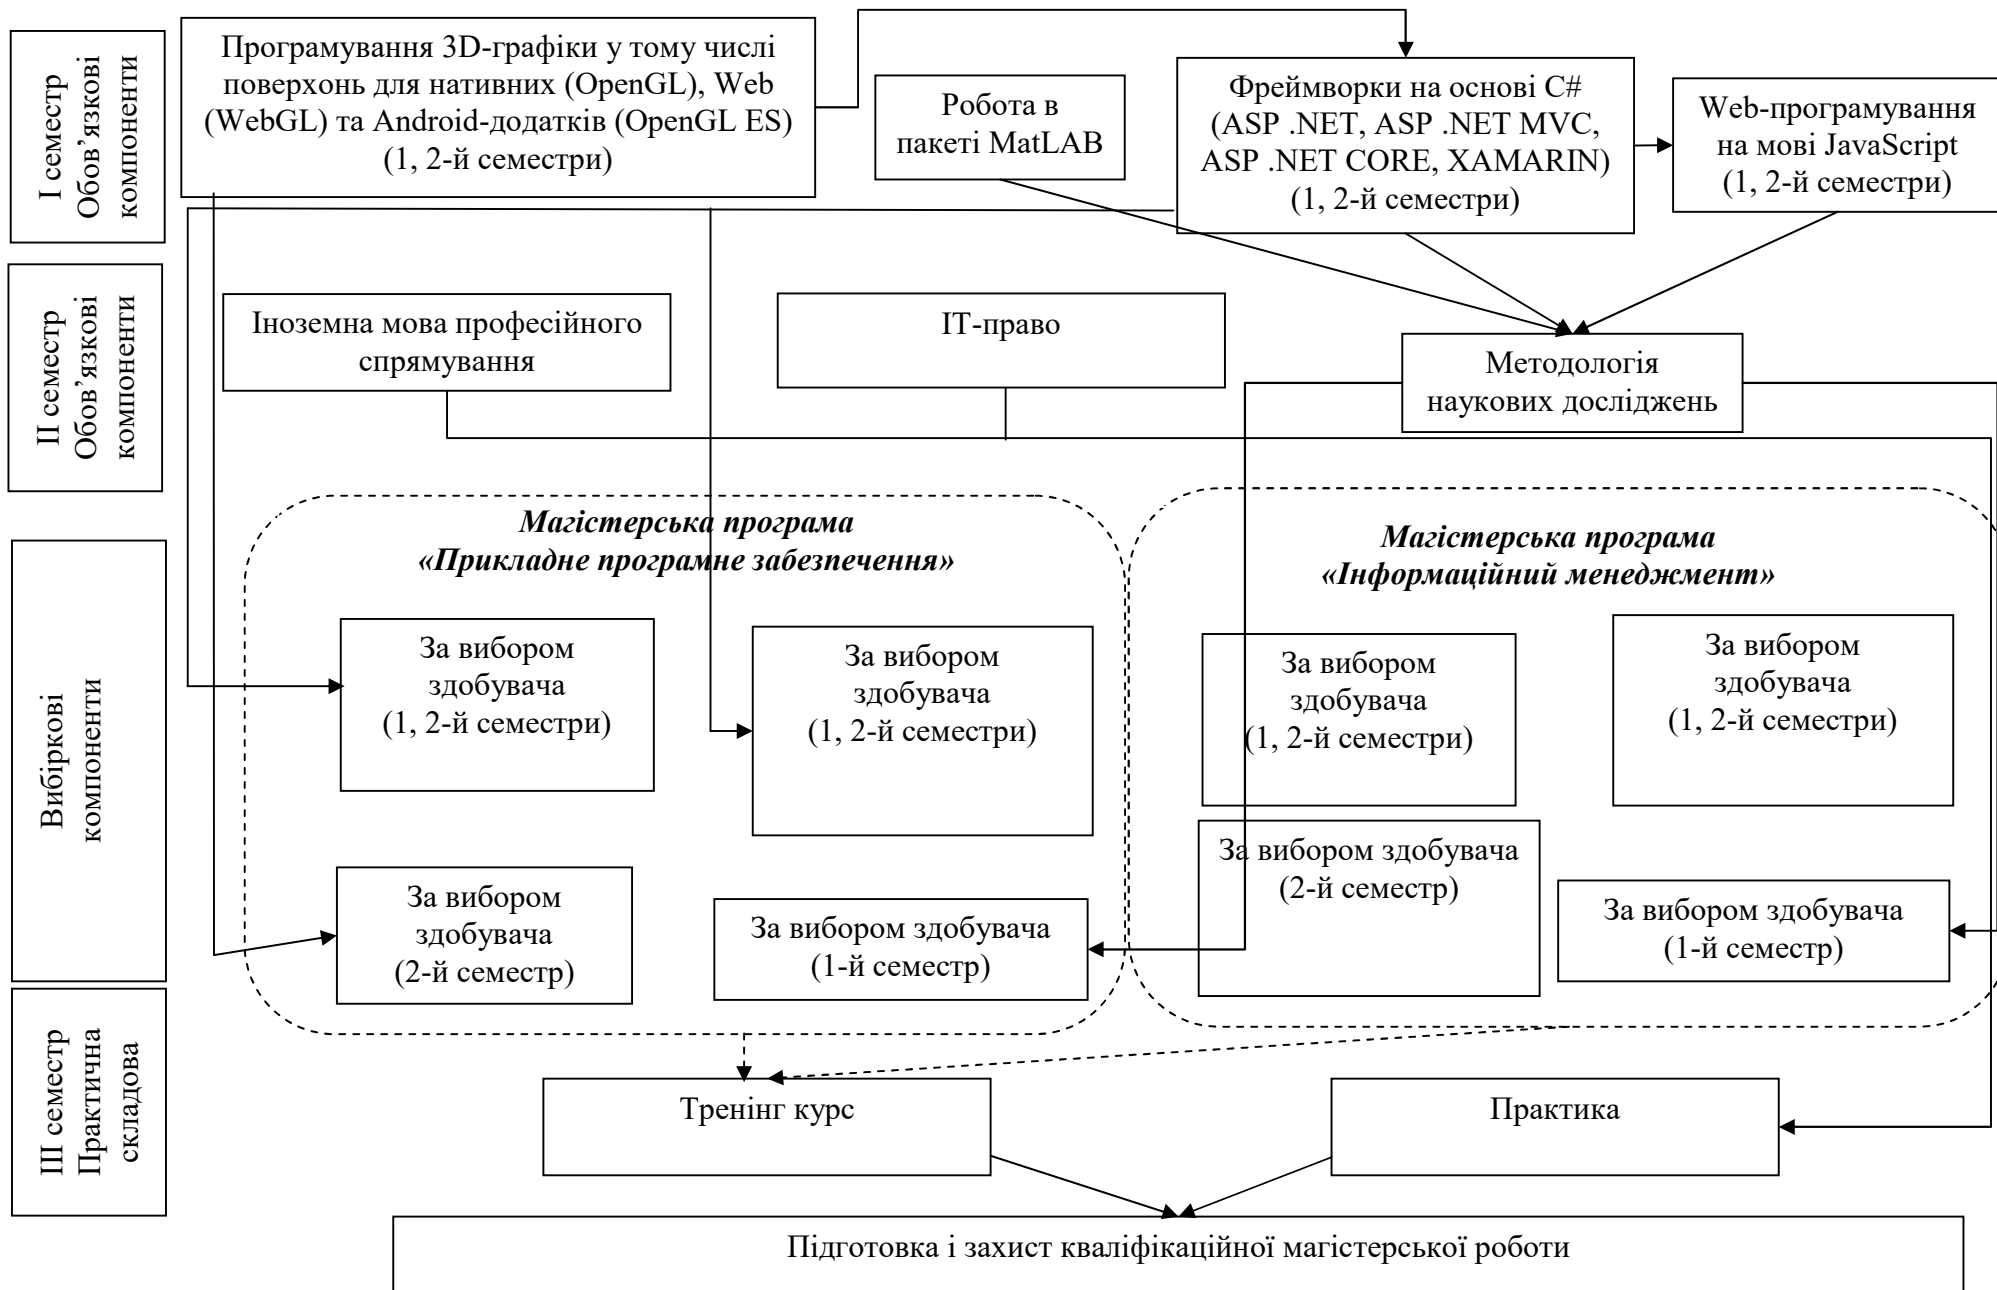 І семестр
Обов’язкові
компоненти
Програмування 3D-графіки у тому числі
поверхонь для нативних (OpenGL), Web
(WebGL) та Android-додатків (OpenGL ES)
(1, 2-й семестри)
Робота в
пакеті MatLAB
Фреймворки на основі C#
(ASP .NET, ASP .NET MVC,
ASP .NET CORE, XAMARIN)
(1, 2-й семестри)
Web-програмування
на мові JavaScript
(1, 2-й семестри)
ІІ семестр
Обов’язкові
компоненти
Іноземна мова професійного
спрямування
ІТ-право
Методологія
наукових досліджень
Вибіркові
компоненти
Магістерська програма
«Прикладне програмне забезпечення»
За вибором
здобувача
(1, 2-й семестри)
За вибором
здобувача
(1, 2-й семестри)
За вибором
здобувача
(2-й семестр)
За вибором здобувача
(1-й семестр)
Магістерська програма
«Інформаційний менеджмент»
За вибором
здобувача
(1, 2-й семестри)
За вибором
здобувача
(1, 2-й семестри)
За вибором здобувача
(2-й семестр)
За вибором здобувача
(1-й семестр)
ІІІ семестр
Практична
складова
Тренінг курс
Практика
Підготовка і захист кваліфікаційної магістерської роботи